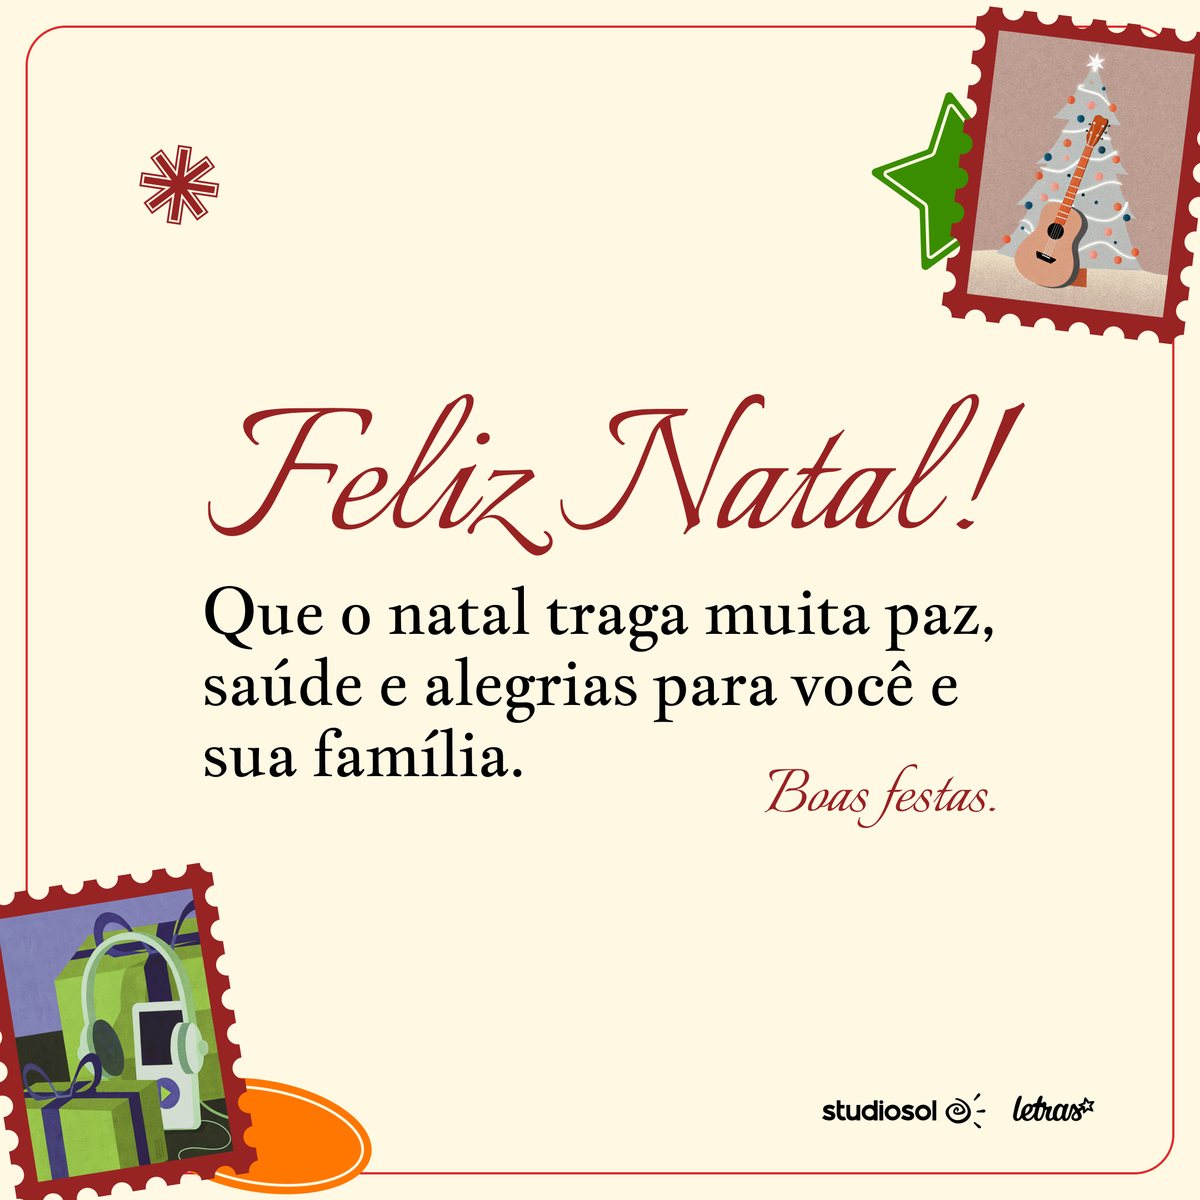 Feliz Natal!
Que o natal traga muita paz,
saúde e alegrias para você e
sua família.
Boas festas.
studiosol letras